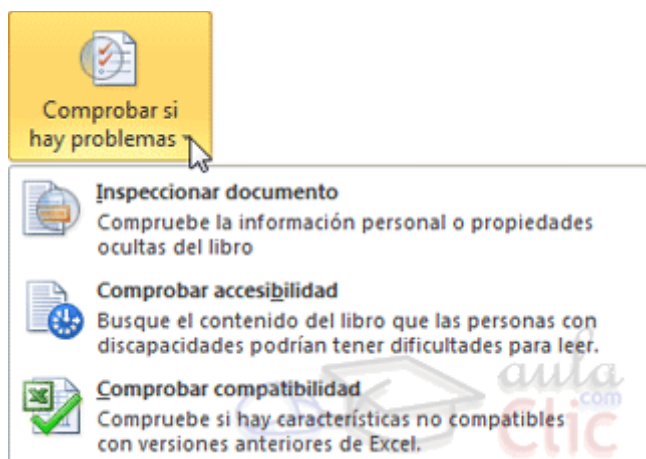 Comprobar si
hay problemas
Inspeccionar documento
Compruebe la información personal o propiedades
ocultas del libro
Comprobar accesibilidad
Busque el contenido del libro que las personas con
discapacidades podrían tener dificultades para leer.
Comprobar compatibilidad
Compruebe si hay características no compatibles
con versiones anteriores de Excel.
aula
.com
Clic